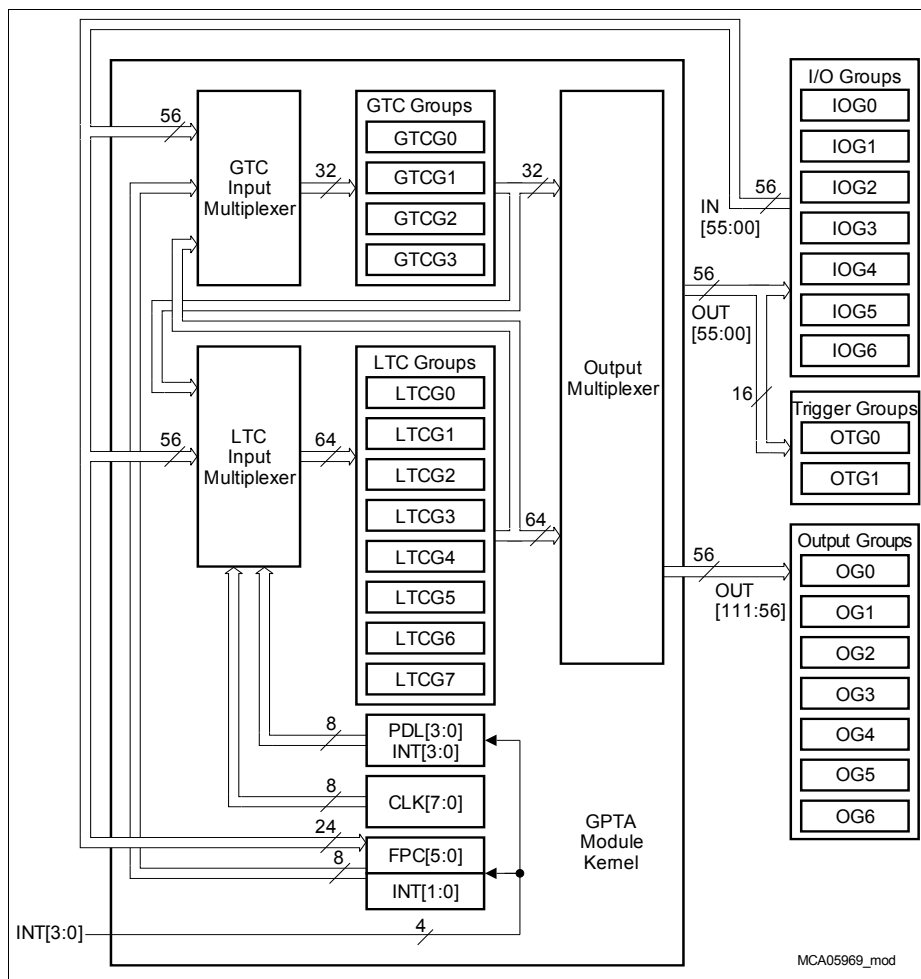 I/O Groups
IOG0
IOG1
IOG2
IOG3
IOG4
IOG5
IOG6
56
IN
[55:00]
GTC Groups
GTCG0
GTCG1
GTCG2
GTCG3
56
GTC
Input
Multiplexer
32
32
56
OUT
[55:00]
16
Trigger Groups
OTG0
OTG1
Output
Multiplexer
LTC Groups
LTCG0
LTCG1
LTCG2
LTCG3
LTCG4
LTCG5
LTCG6
LTCG7
56
LTC
Input
Multiplexer
64
64
56
OUT
[111:56]
Output Groups
OG0
OG1
OG2
OG3
OG4
OG5
OG6
8
PDL[3:0]
INT[3:0]
8
CLK[7:0]
24
8
FPC[5:0]
INT[1:0]
GPTA
Module
Kernel
INT[3:0]
4
MCA05969_mod